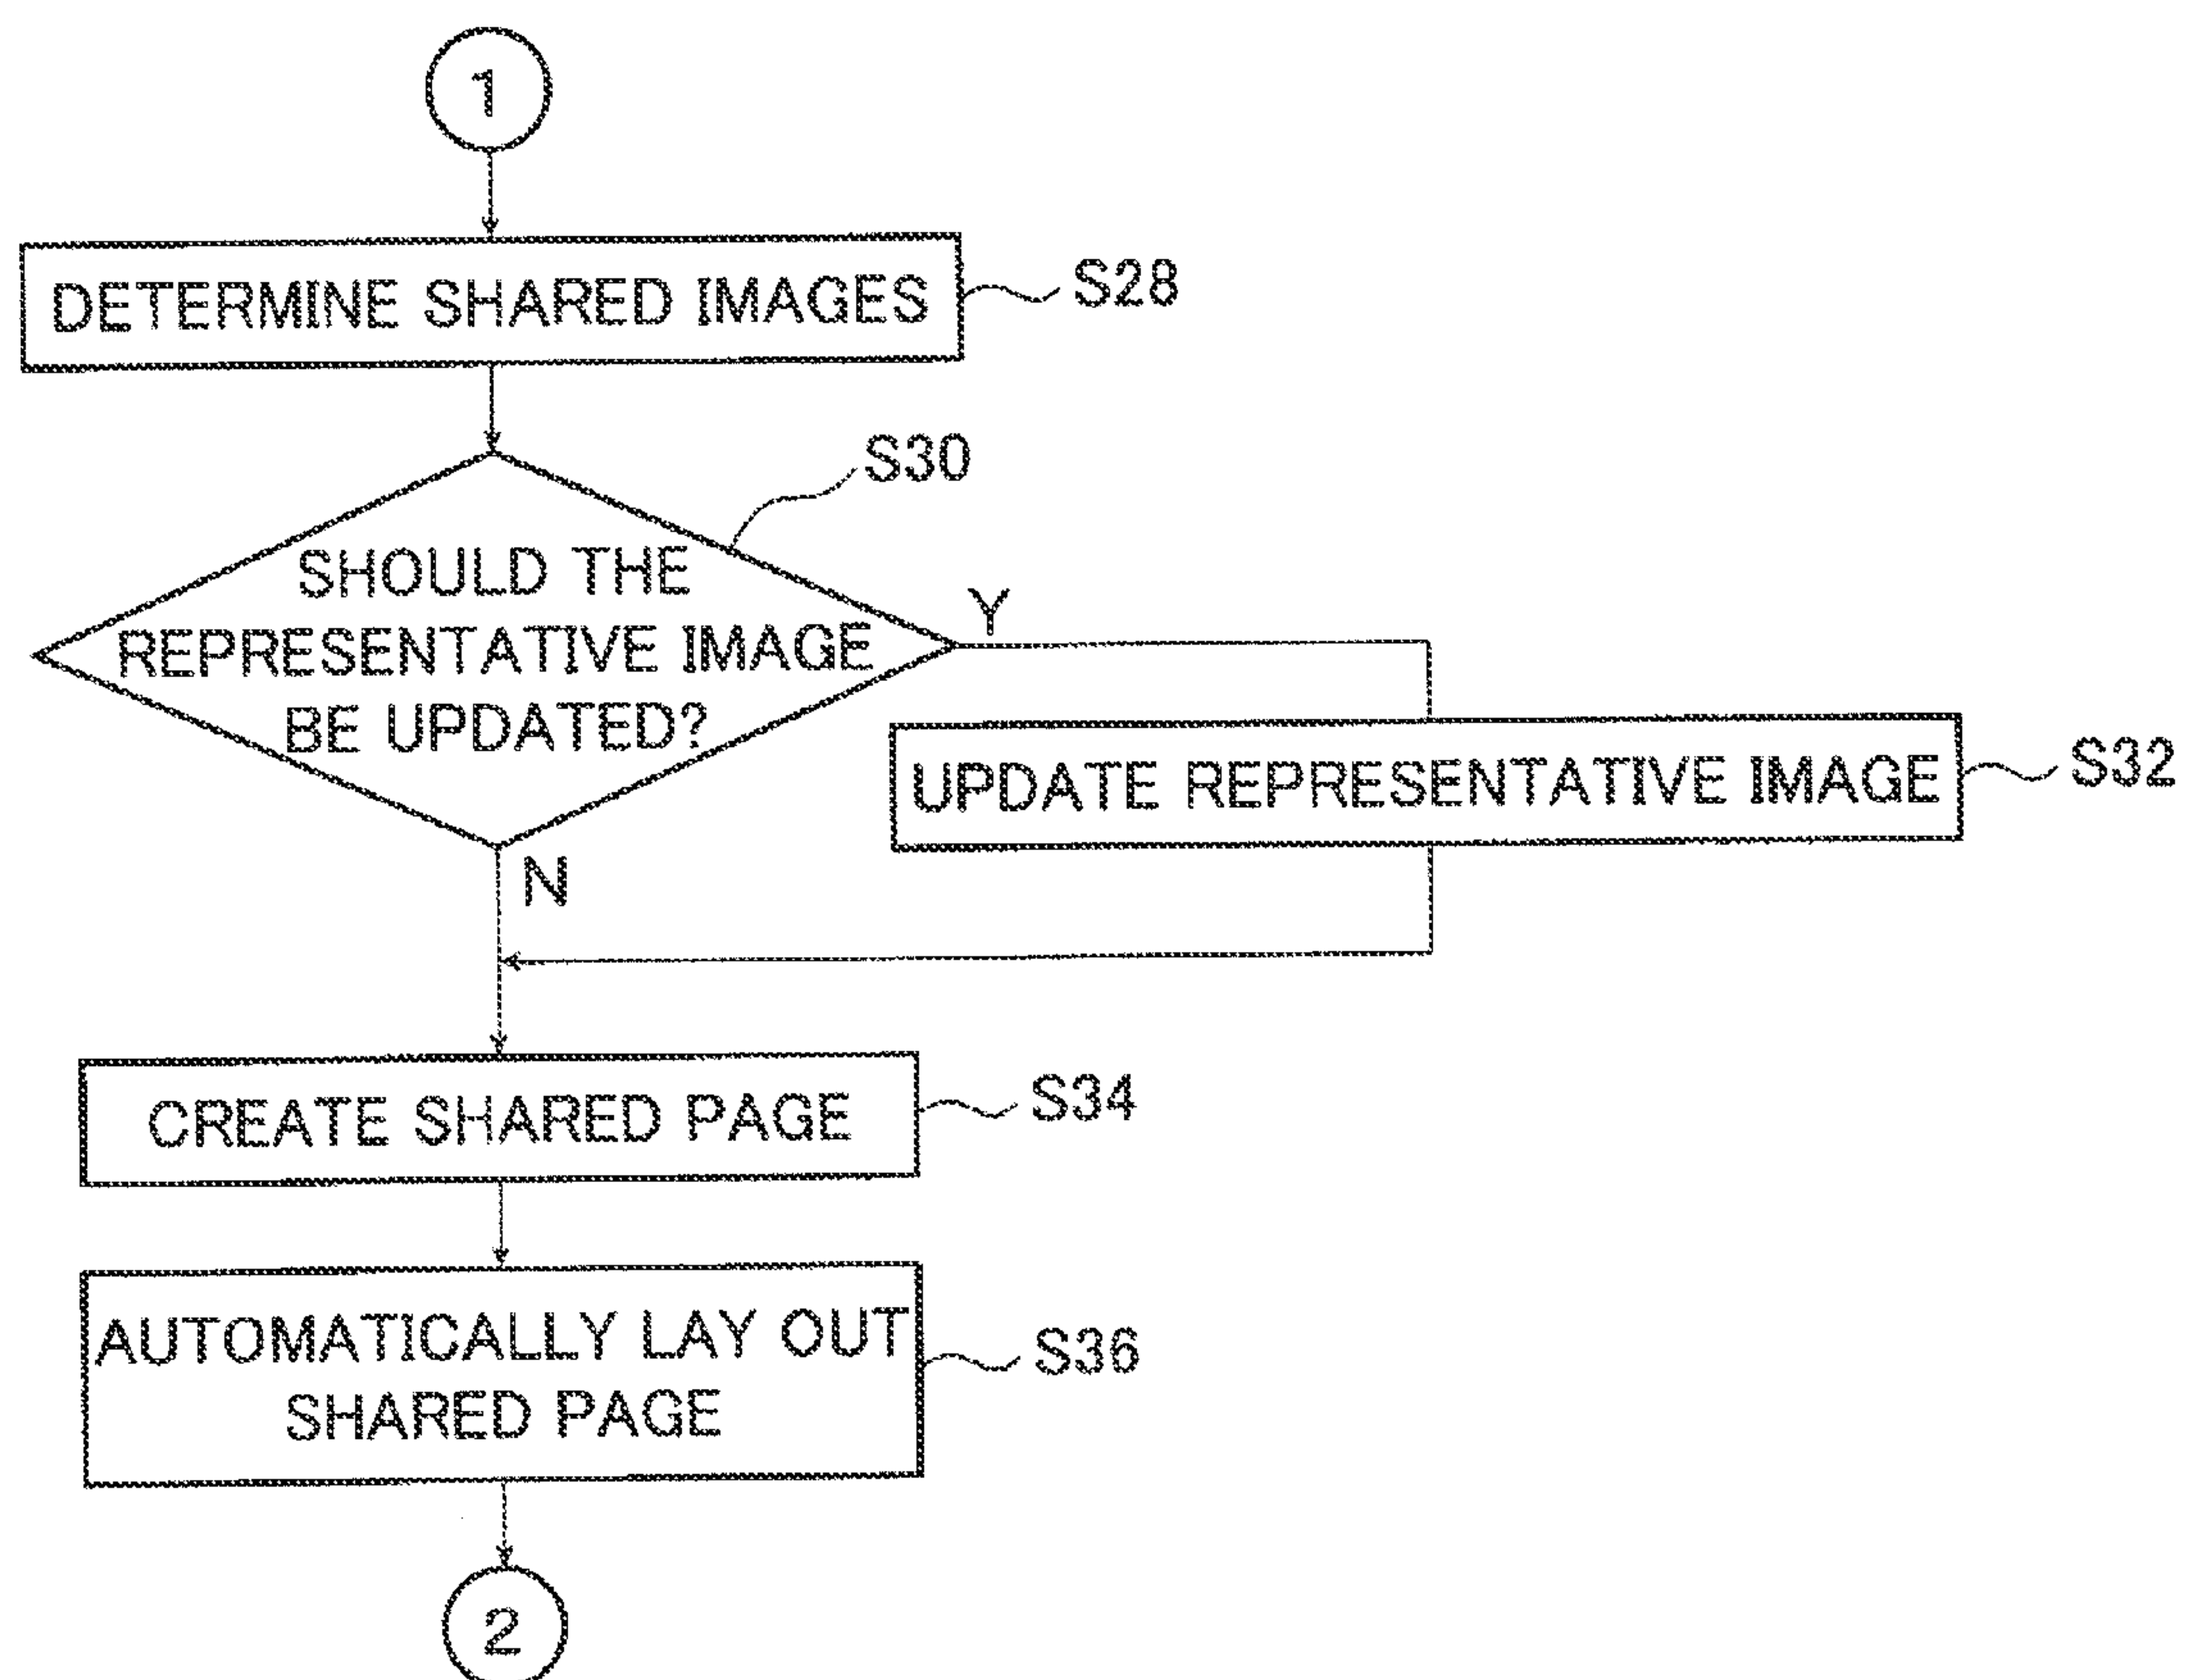 1
DETERMINE SHARED IMAGES
S28
S30
SHOULD THE
REPRESENTATIVE IMAGE
BE UPDATED?
Y
UPDATE REPRESENTATIVE IMAGE
S32
N
CREATE SHARED PAGE
S34
AUTOMATICALLY LAY OUT
SHARED PAGE
S36
2